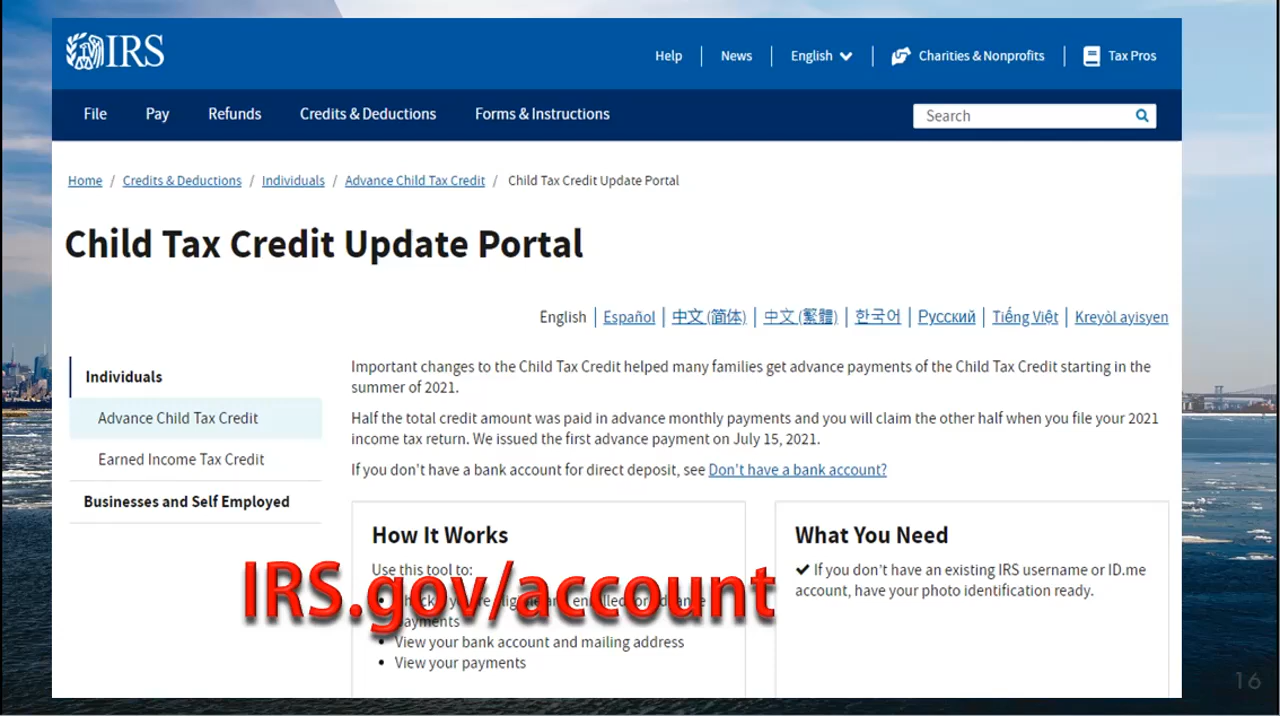 IRS
Help
News
English
Charities & Nonprofits
Tax Pros
File
Pay
Refunds
Credits & Deductions
Forms & Instructions
Search
Home / Credits & Deductions / Individuals / Advance Child Tax Credit / Child Tax Credit Update Portal
Child Tax Credit Update Portal
English | Español | 中文 (简体) | 中文 (繁體) | 한국어 | Русский | Tiếng Việt | Kreyòl ayisyen
Individuals
Advance Child Tax Credit
Earned Income Tax Credit
Businesses and Self Employed
Important changes to the Child Tax Credit helped many families get advance payments of the Child Tax Credit starting in the
summer of 2021.
Half the total credit amount was paid in advance monthly payments and you will claim the other half when you file your 2021
income tax return. We issued the first advance payment on July 15, 2021.
If you don't have a bank account for direct deposit, see Don't have a bank account?
How It Works
Use this tool to:
payments
• View your bank account and mailing address
• View your payments
What You Need
✔ If you don't have an existing IRS username or ID.me
account, have your photo identification ready.
IRS.gov/account
16